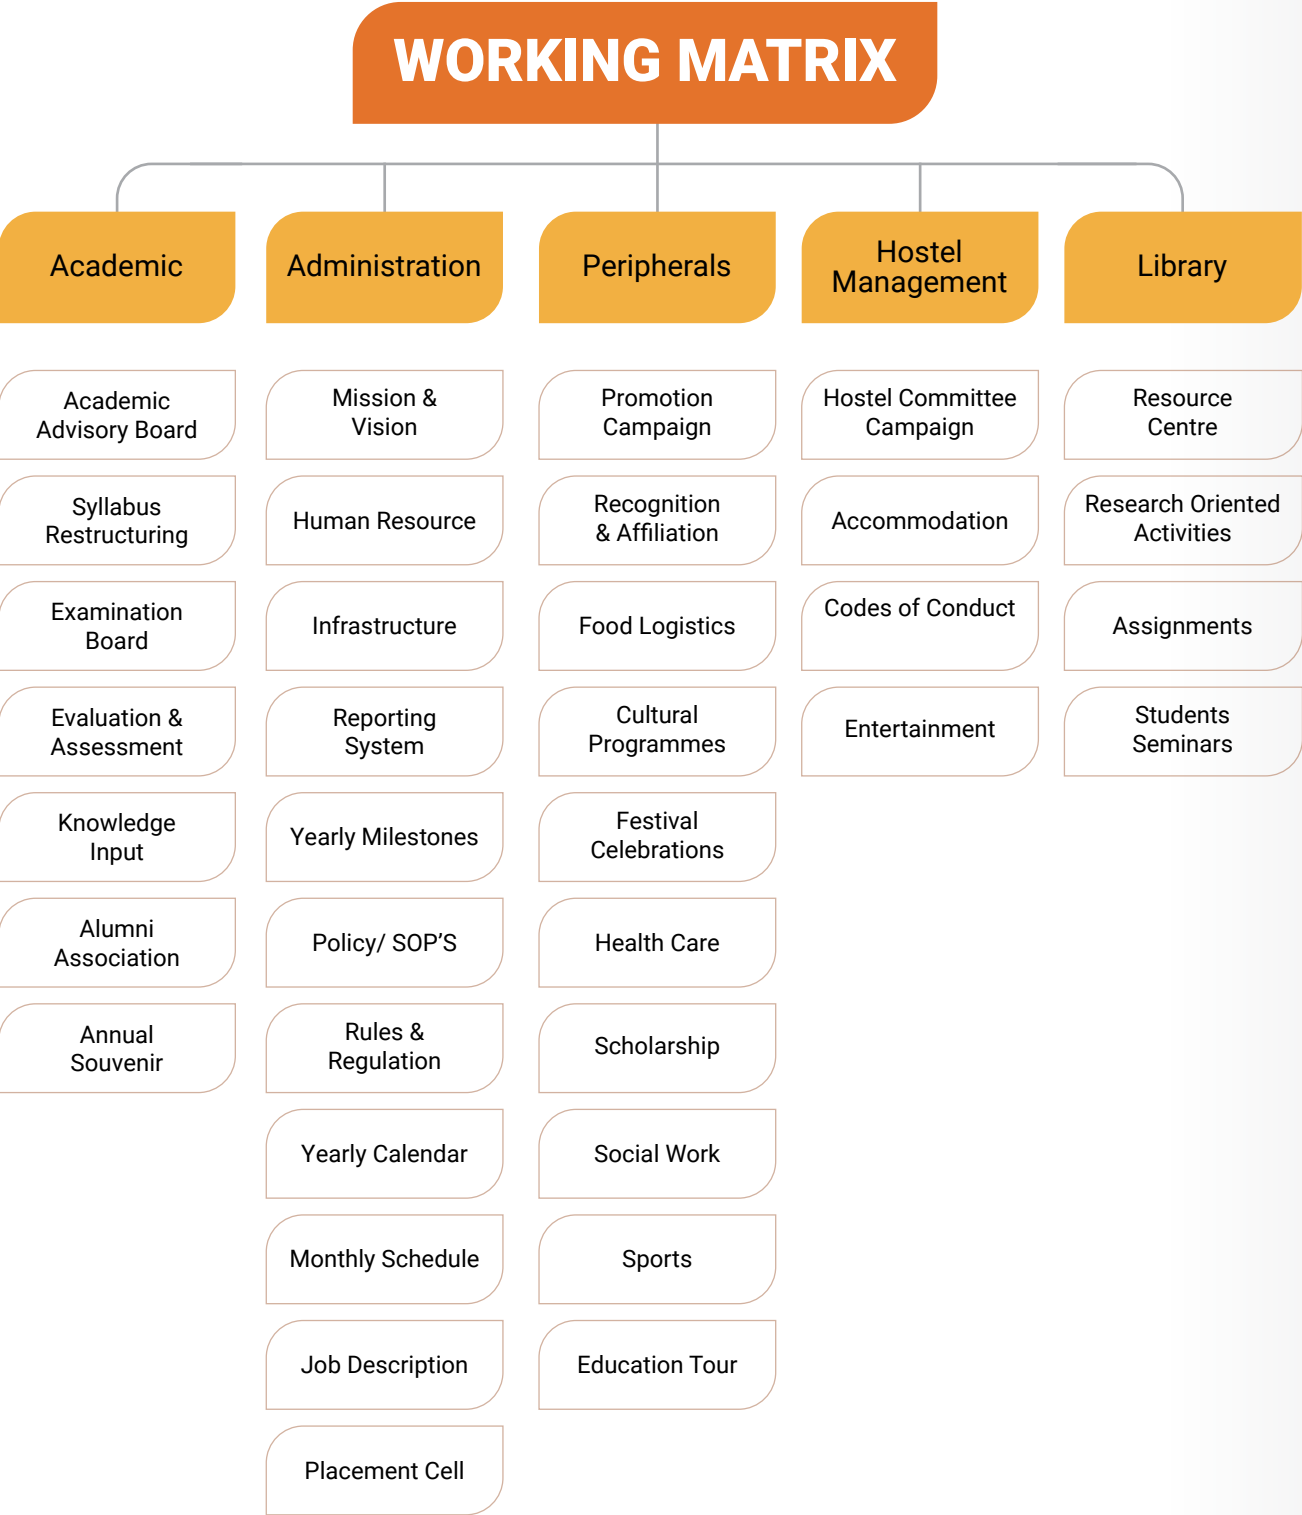 WORKING MATRIX
Academic
Administration
Peripherals
Hostel
Management
Library
Academic
Advisory Board
Syllabus
Restructuring
Examination
Board
Evaluation &
Assessment
Knowledge
Input
Alumni
Association
Annual
Souvenir
Mission &
Vision
Human Resource
Infrastructure
Reporting
System
Yearly Milestones
Policy/ SOP’S
Rules &
Regulation
Yearly Calendar
Monthly Schedule
Job Description
Placement Cell
Promotion
Campaign
Recognition
& Affiliation
Food Logistics
Cultural
Programmes
Festival
Celebrations
Health Care
Scholarship
Social Work
Sports
Education Tour
Hostel Committee
Campaign
Accommodation
Codes of Conduct
Entertainment
Resource
Centre
Research Oriented
Activities
Assignments
Students
Seminars